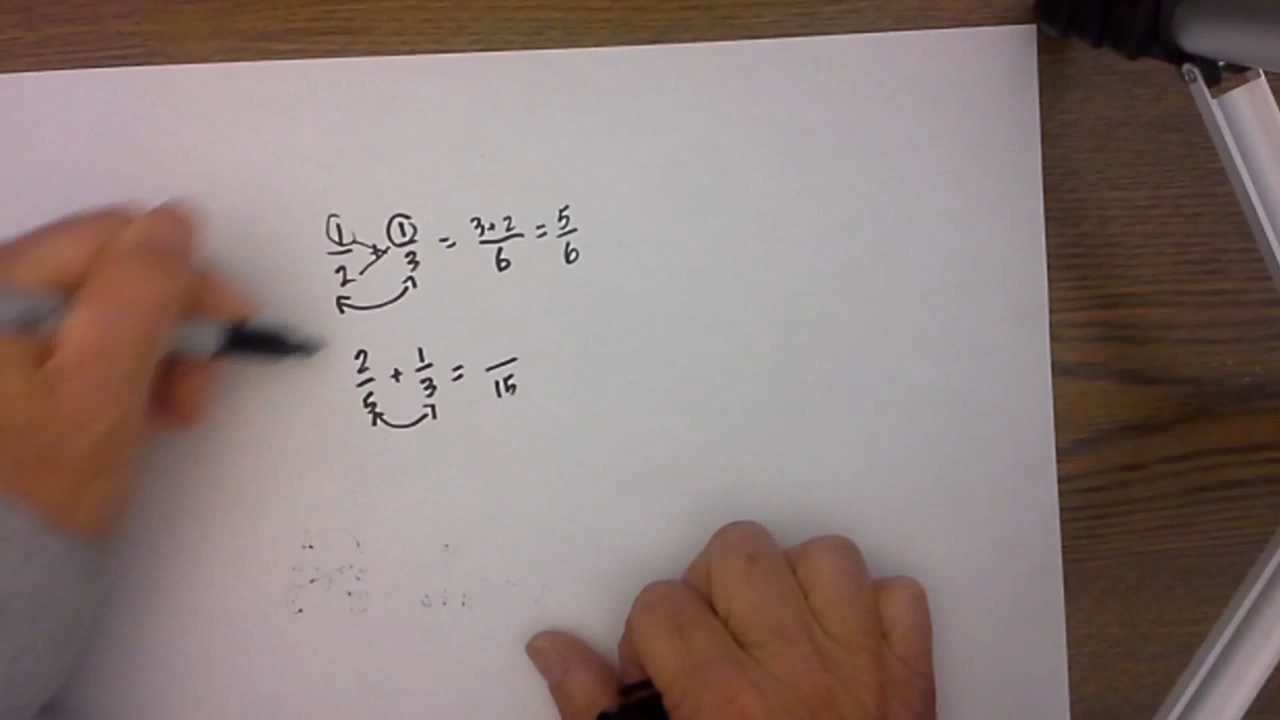 1/2 + 1/3 = 3+2/6 = 5/6
2/5 + 1/3 = /15